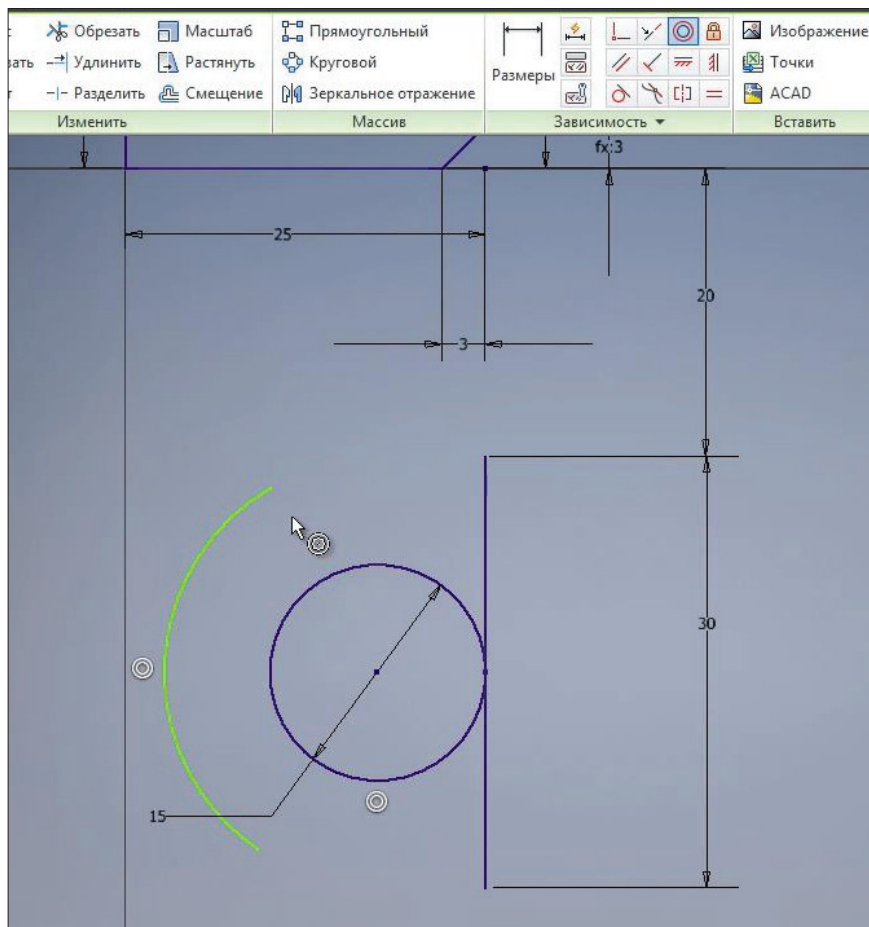 Обрезать Масштаб Прямоугольный Изображение
Удлинить Растянуть Круговой Размеры Точки
Разделить Смещение Зеркальное отражение ACAD
Изменить Массив Зависимость Вставить
fx:3
25
20
3
30
15